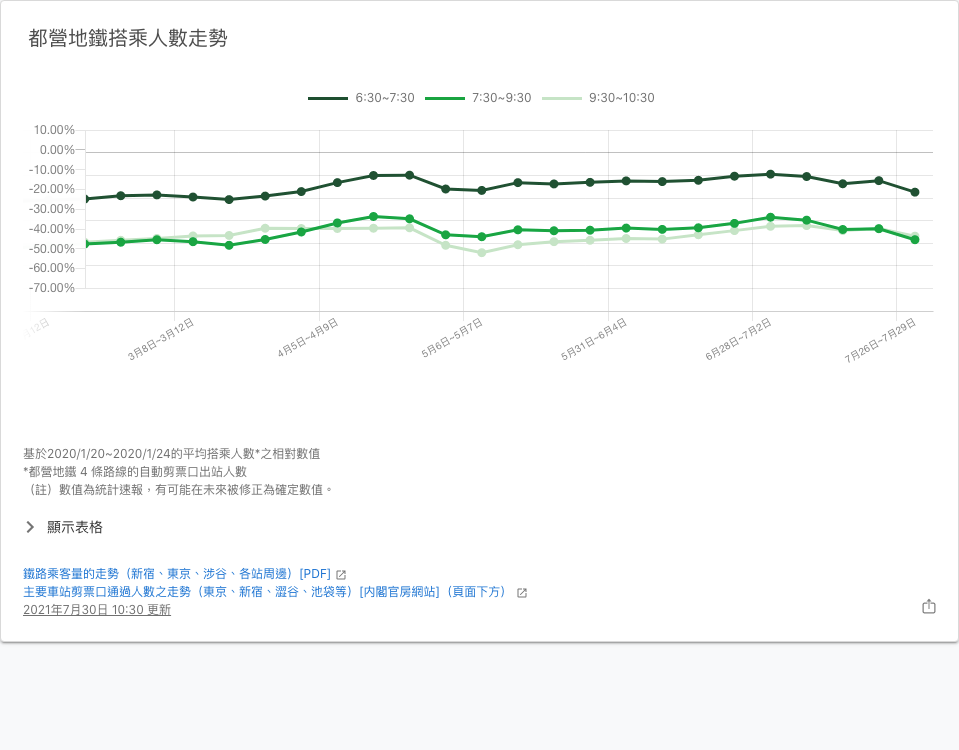 都營地鐵搭乘人數走勢
6:30~7:30 7:30~9:30 9:30~10:30
10.00%
0.00%
-10.00%
-20.00%
-30.00%
-40.00%
-50.00%
-60.00%
-70.00%
12日
3月8日~3月12日
4月5日~4月9日
5月6日~5月7日
5月31日~6月4日
6月28日~7月2日
7月26日~7月29日
基於2020/1/20~2020/1/24的平均搭乘人數*之相對數值
*都營地鐵 4 條路線的自動剪票口出站人數
（註）數值為統計速報，有可能在未來被修正為確定數值。
顯示表格
鐵路乘客量的走勢（新宿、東京、涉谷、各站周邊）[PDF]
主要車站剪票口通過人數之走勢（東京、新宿、澀谷、池袋等）[内閣官房網站]（頁面下方）
2021年7月30日 10:30 更新